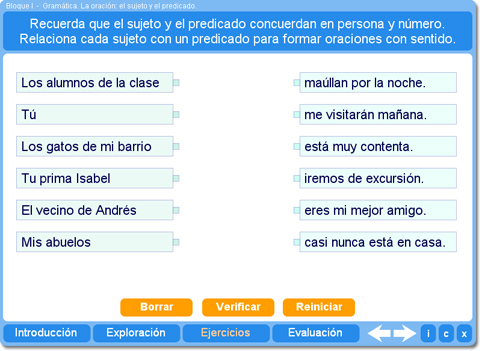 Bloque I - Gramática. La oración: el sujeto y el predicado.
Recuerda que el sujeto y el predicado concuerdan en persona y número.
Relaciona cada sujeto con un predicado para formar oraciones con sentido.
Los alumnos de la clase
maúllan por la noche.
Tú
me visitarán mañana.
Los gatos de mi barrio
está muy contenta.
Tu prima Isabel
iremos de excursión.
El vecino de Andrés
eres mi mejor amigo.
Mis abuelos
casi nunca está en casa.
Borrar
Verificar
Reiniciar
Introducción
Exploración
Ejercicios
Evaluación
i
c
x